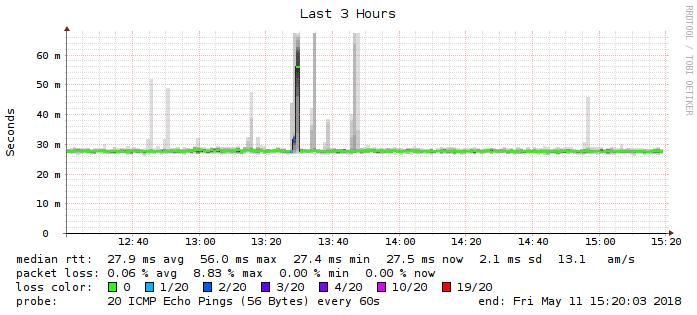 Last 3 Hours
RRDTOOL / TOBI OETIKER
Seconds
60 m
50 m
40 m
30 m
20 m
10 m
0
12:40 13:00 13:20 13:40 14:00 14:20 14:40 15:00 15:20
median rtt: 27.9 ms avg 56.0 ms max 27.4 ms min 27.5 ms now 2.1 ms sd 13.1 am/s
packet loss: 0.06 % avg 8.83 % max 0.00 % min 0.00 % now
loss color: 0 1/20 2/20 3/20 4/20 10/20 19/20
probe: 20 ICMP Echo Pings (56 Bytes) every 60s end: Fri May 11 15:20:03 2018